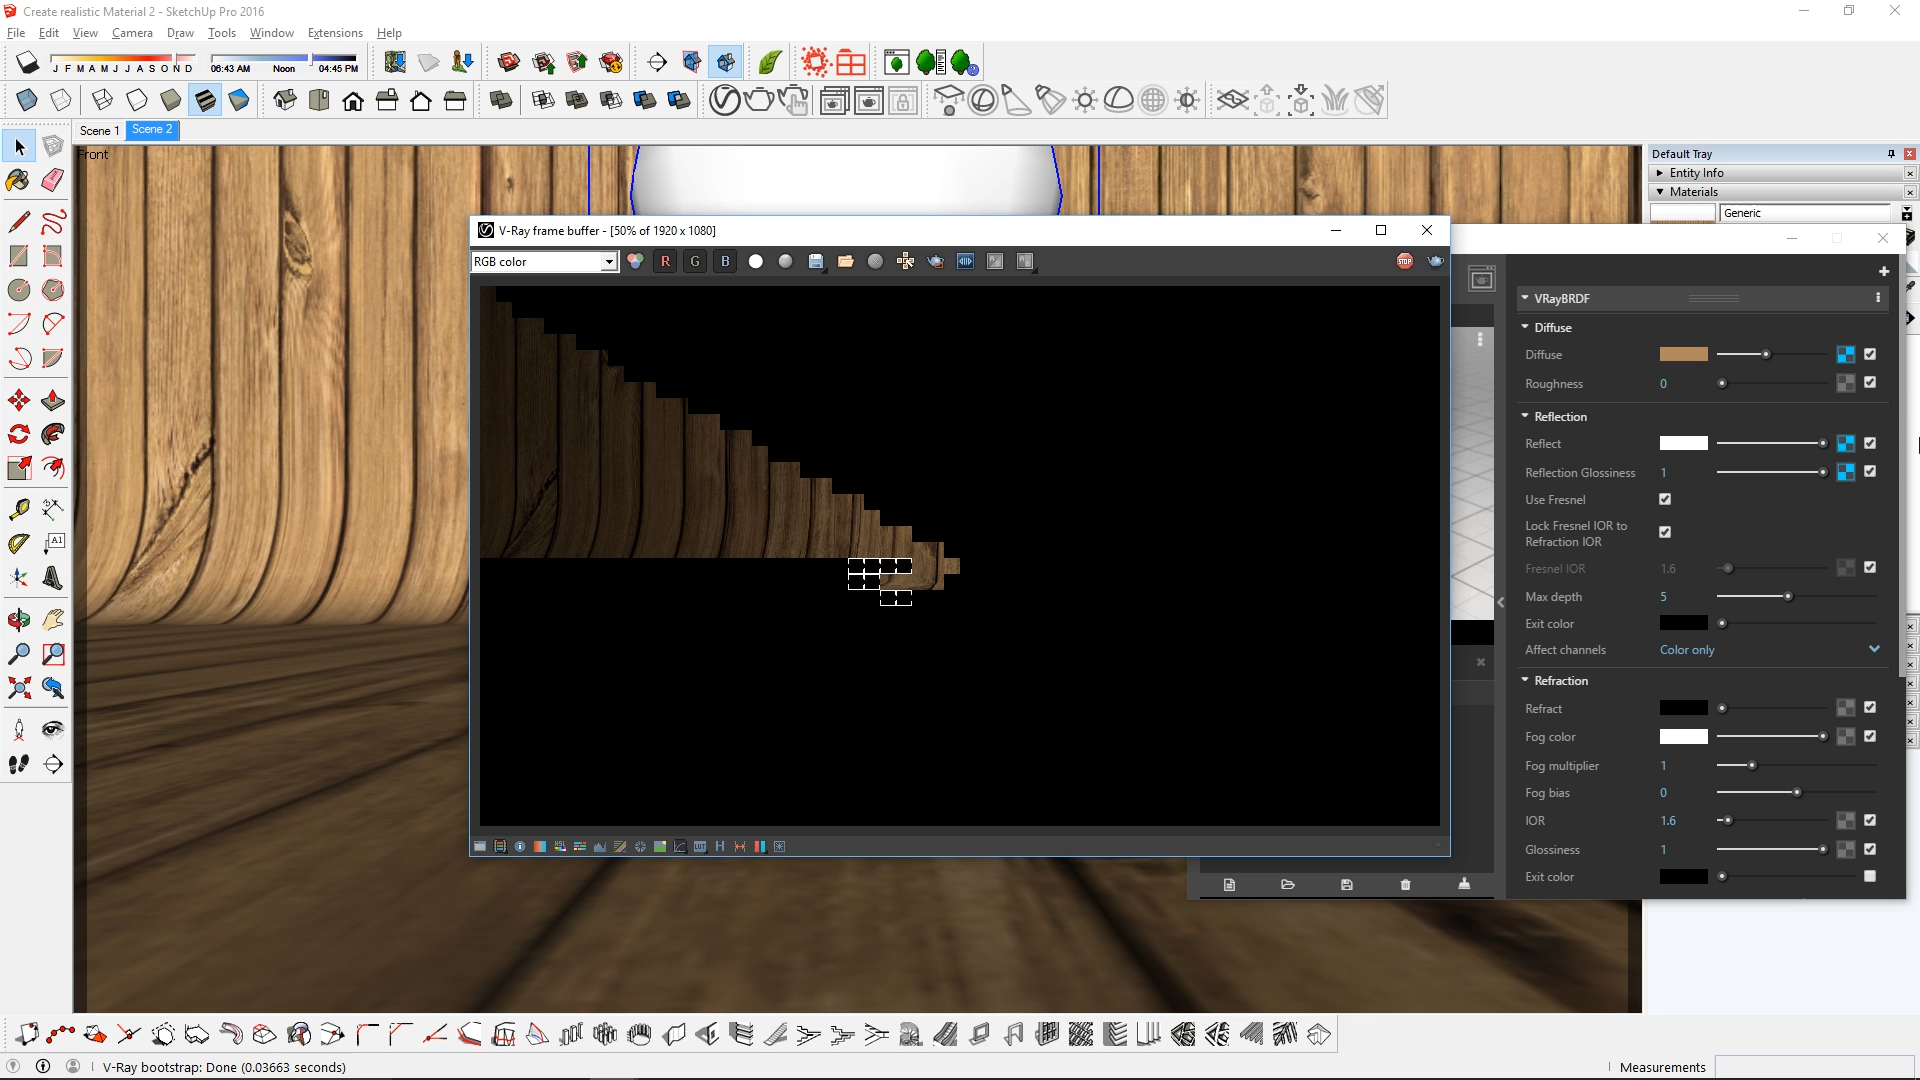 Create realistic Material 2 - SketchUp Pro 2016
File Edit View Camera Draw Tools Window Extensions Help
J F M A M J J A S O N D 06:43 AM Noon 04:45 PM
Scene 1 Scene 2
Front
Default Tray
Entity Info
Materials
Generic
V-Ray frame buffer - [50% of 1920 x 1080]
RGB color R G B
STOP
VRayBRDF
Diffuse
Diffuse
Roughness 0
Reflection
Reflect
Reflection Glossiness 1
Use Fresnel
Lock Fresnel IOR to
Refraction IOR
Fresnel IOR 1.6
Max depth 5
Exit color
Affect channels Color only
Refraction
Refract
Fog color
Fog multiplier 1
Fog bias 0
IOR 1.6
Glossiness 1
Exit color
A1
HSL LUT H
V-Ray bootstrap: Done (0.03663 seconds)
Measurements